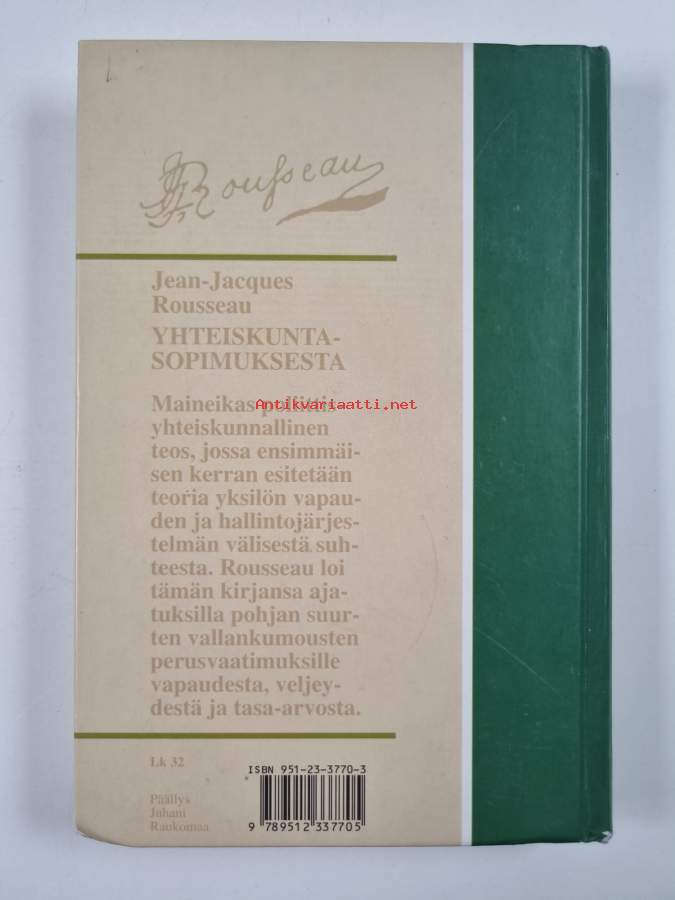 Rousseau
Jean-Jacques
Rousseau
YHTEISKUNTA-
SOPIMUKSESTA
Maineikas poliittis-
Antikvariaatti.net
yhteiskunnallinen
teos, jossa ensimmäi-
sen kerran esitetään
teoria yksilön vapau-
den ja hallintojärjes-
telmän välisestä suh-
teesta. Rousseau loi
tämän kirjansa aja-
tuksilla pohjan suur-
ten vallankumousten
perusvaatimuksille
vapaudesta, veljey-
destä ja tasa-arvosta.
Lk 32
ISBN 951-23-3770-3
Päällys
Juhani
Raukomaa
9 789512 337705